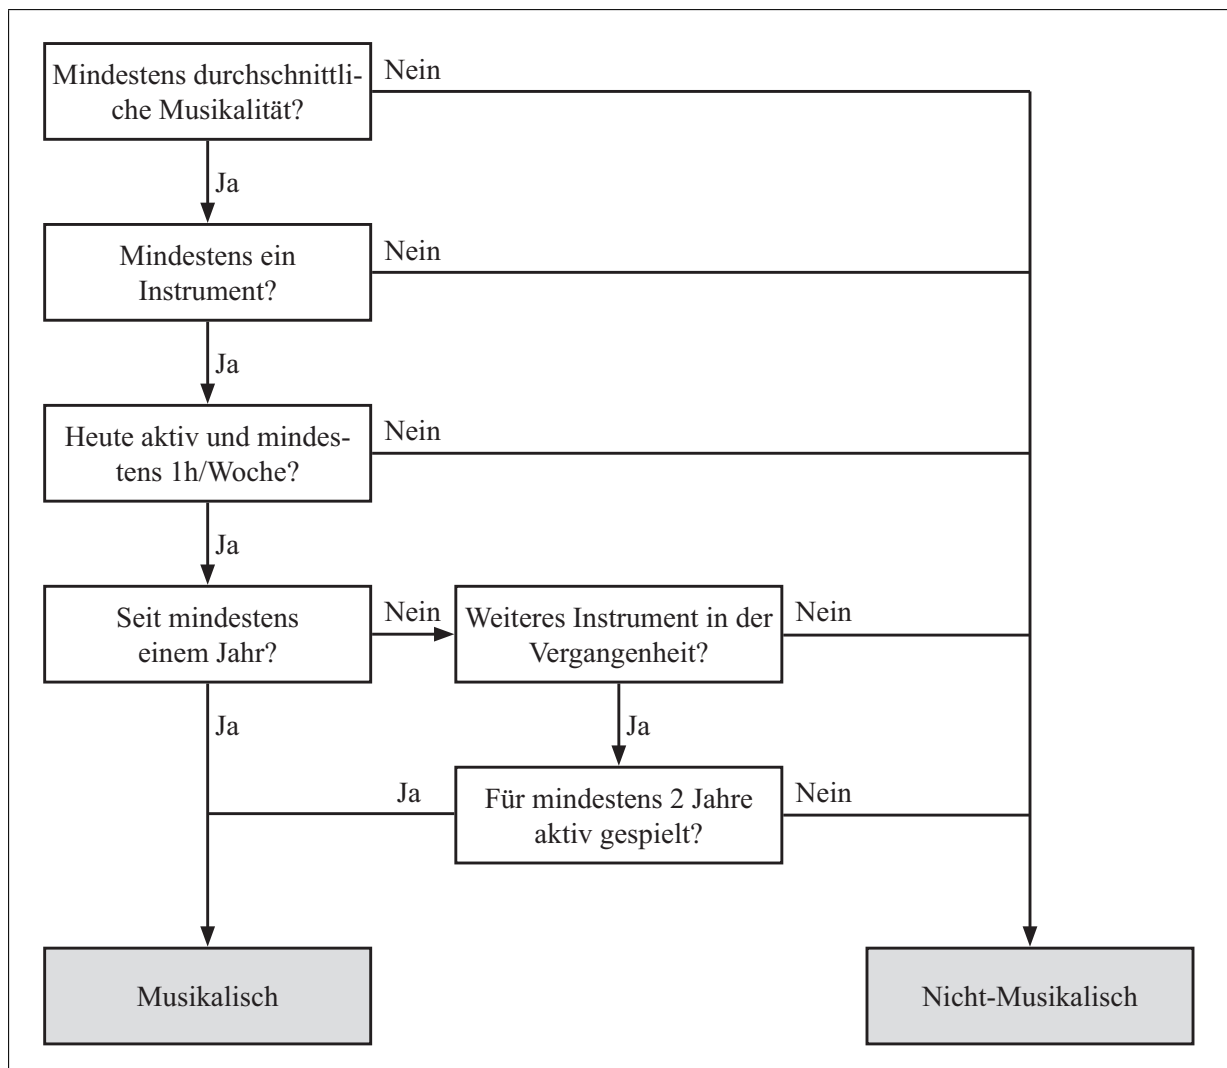 Mindestens durchschnittli-
che Musikalität?
Nein
Ja
Mindestens ein
Instrument?
Nein
Ja
Heute aktiv und mindes-
tens 1h/Woche?
Nein
Ja
Seit mindestens
einem Jahr?
Nein
Weiteres Instrument in der
Vergangenheit?
Nein
Ja
Ja
Ja
Für mindestens 2 Jahre
aktiv gespielt?
Nein
Musikalisch
Nicht-Musikalisch